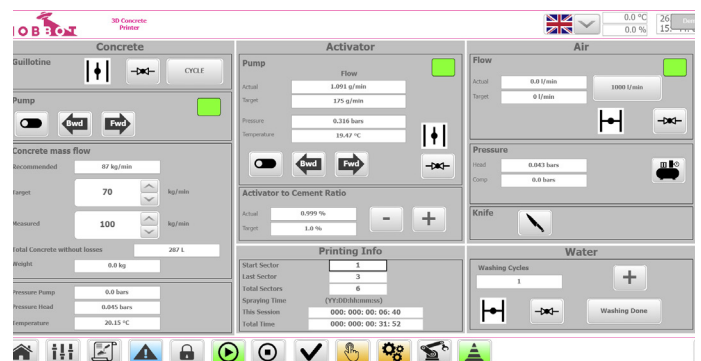 3D Concrete
Printer
0.0 °C
0.0 %
Concrete
Guillotine
CYCLE
Pump
Bwd
Fwd
Concrete mass flow
Recommended
87 kg/min
Target
70
kg/min
Measured
100
kg/min
Total Concrete without losses
287 L
Weight
0.0 kg
Pressure Pump
0.0 bars
Pressure Head
0.045 bars
Temperature
20.15 °C
Activator
Pump
Flow
Actual
1.091 g/min
Target
175 g/min
Pressure
0.316 bars
Temperature
19.47 °C
Bwd
Fwd
Activator to Cement Ratio
Actual
0.999 %
Target
1.0 %
-
+
Printing Info
Start Sector
1
Last Sector
3
Total Sectors
6
Spraying Time
(YY:DD:hhmmss)
This Session
000: 000: 00: 06: 40
Total Time
000: 000: 00: 31: 52
Air
Flow
Actual
0.0 l/min
1000 l/min
Target
0 l/min
Pressure
Head
0.043 bars
Comp
0.0 bars
Knife
Water
Washing Cycles
1
+
Washing Done